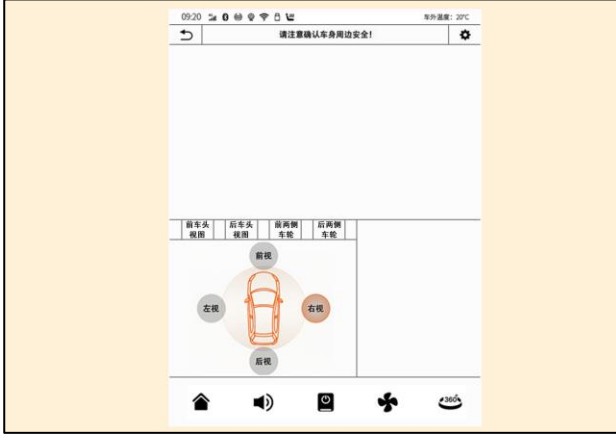 09:20
车外温度：20℃
请注意确认车身周边安全！
前车头
视图
后车头
视图
前两侧
车轮
后两侧
车轮
前视
左视
右视
后视
360